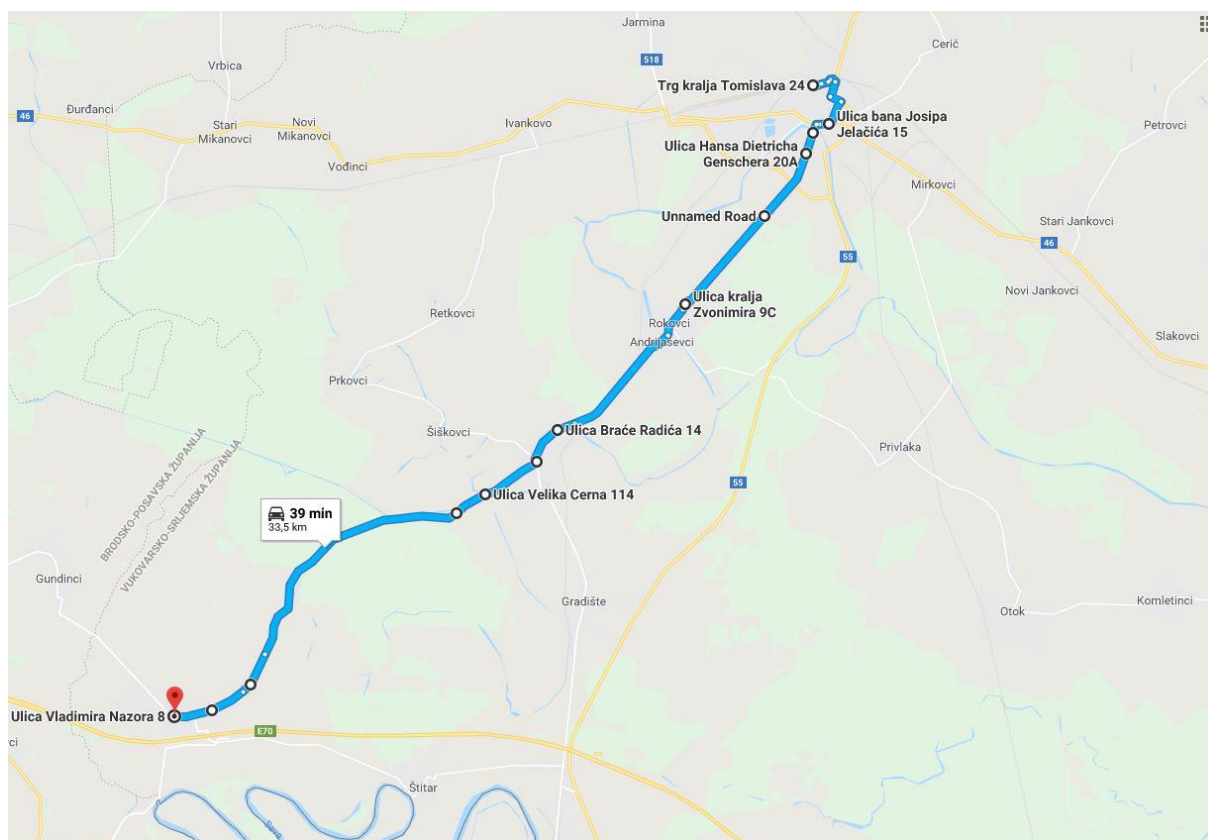 Jarmina
Cerić
518
Vrbica
Trg kralja Tomislava 24
Đurđanci
46
Stari
Mikanovci
Novi
Mikanovci
Ivankovo
Vođinci
Ulica bana Josipa
Jelačića 15
Petrovci
Ulica Hansa Dietricha
Genschera 20A
Mirkovci
Unnamed Road
Stari Jankovci
46
55
Novi Jankovci
Ulica kralja
Zvonimira 9C
Retkovci
Rokovci
Andrijaševci
Slakovci
Prkovci
Šiškovci
Ulica Braće Radića 14
Privlaka
BRODSKO-POSAVSKA ŽUPANIJA
VUKOVARSKO-SRIJEMSKA ŽUPANIJA
55
Ulica Velika Cerna 114
39 min
33,5 km
Gundinci
Gradište
Otok
Komletinci
Ulica Vladimira Nazora 8
E70
Štitar
Sava